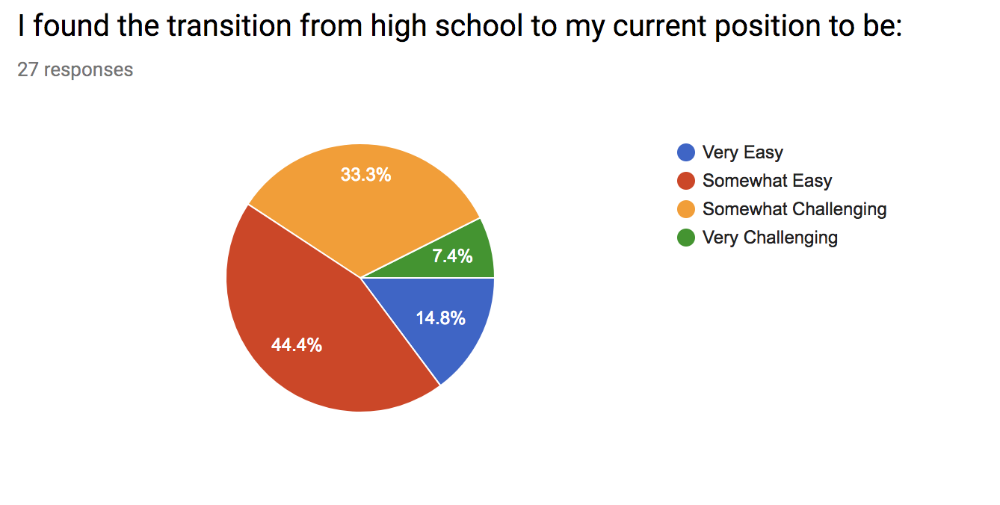 I found the transition from high school to my current position to be:
27 responses
33.3%
7.4%
14.8%
44.4%
Very Easy
Somewhat Easy
Somewhat Challenging
Very Challenging